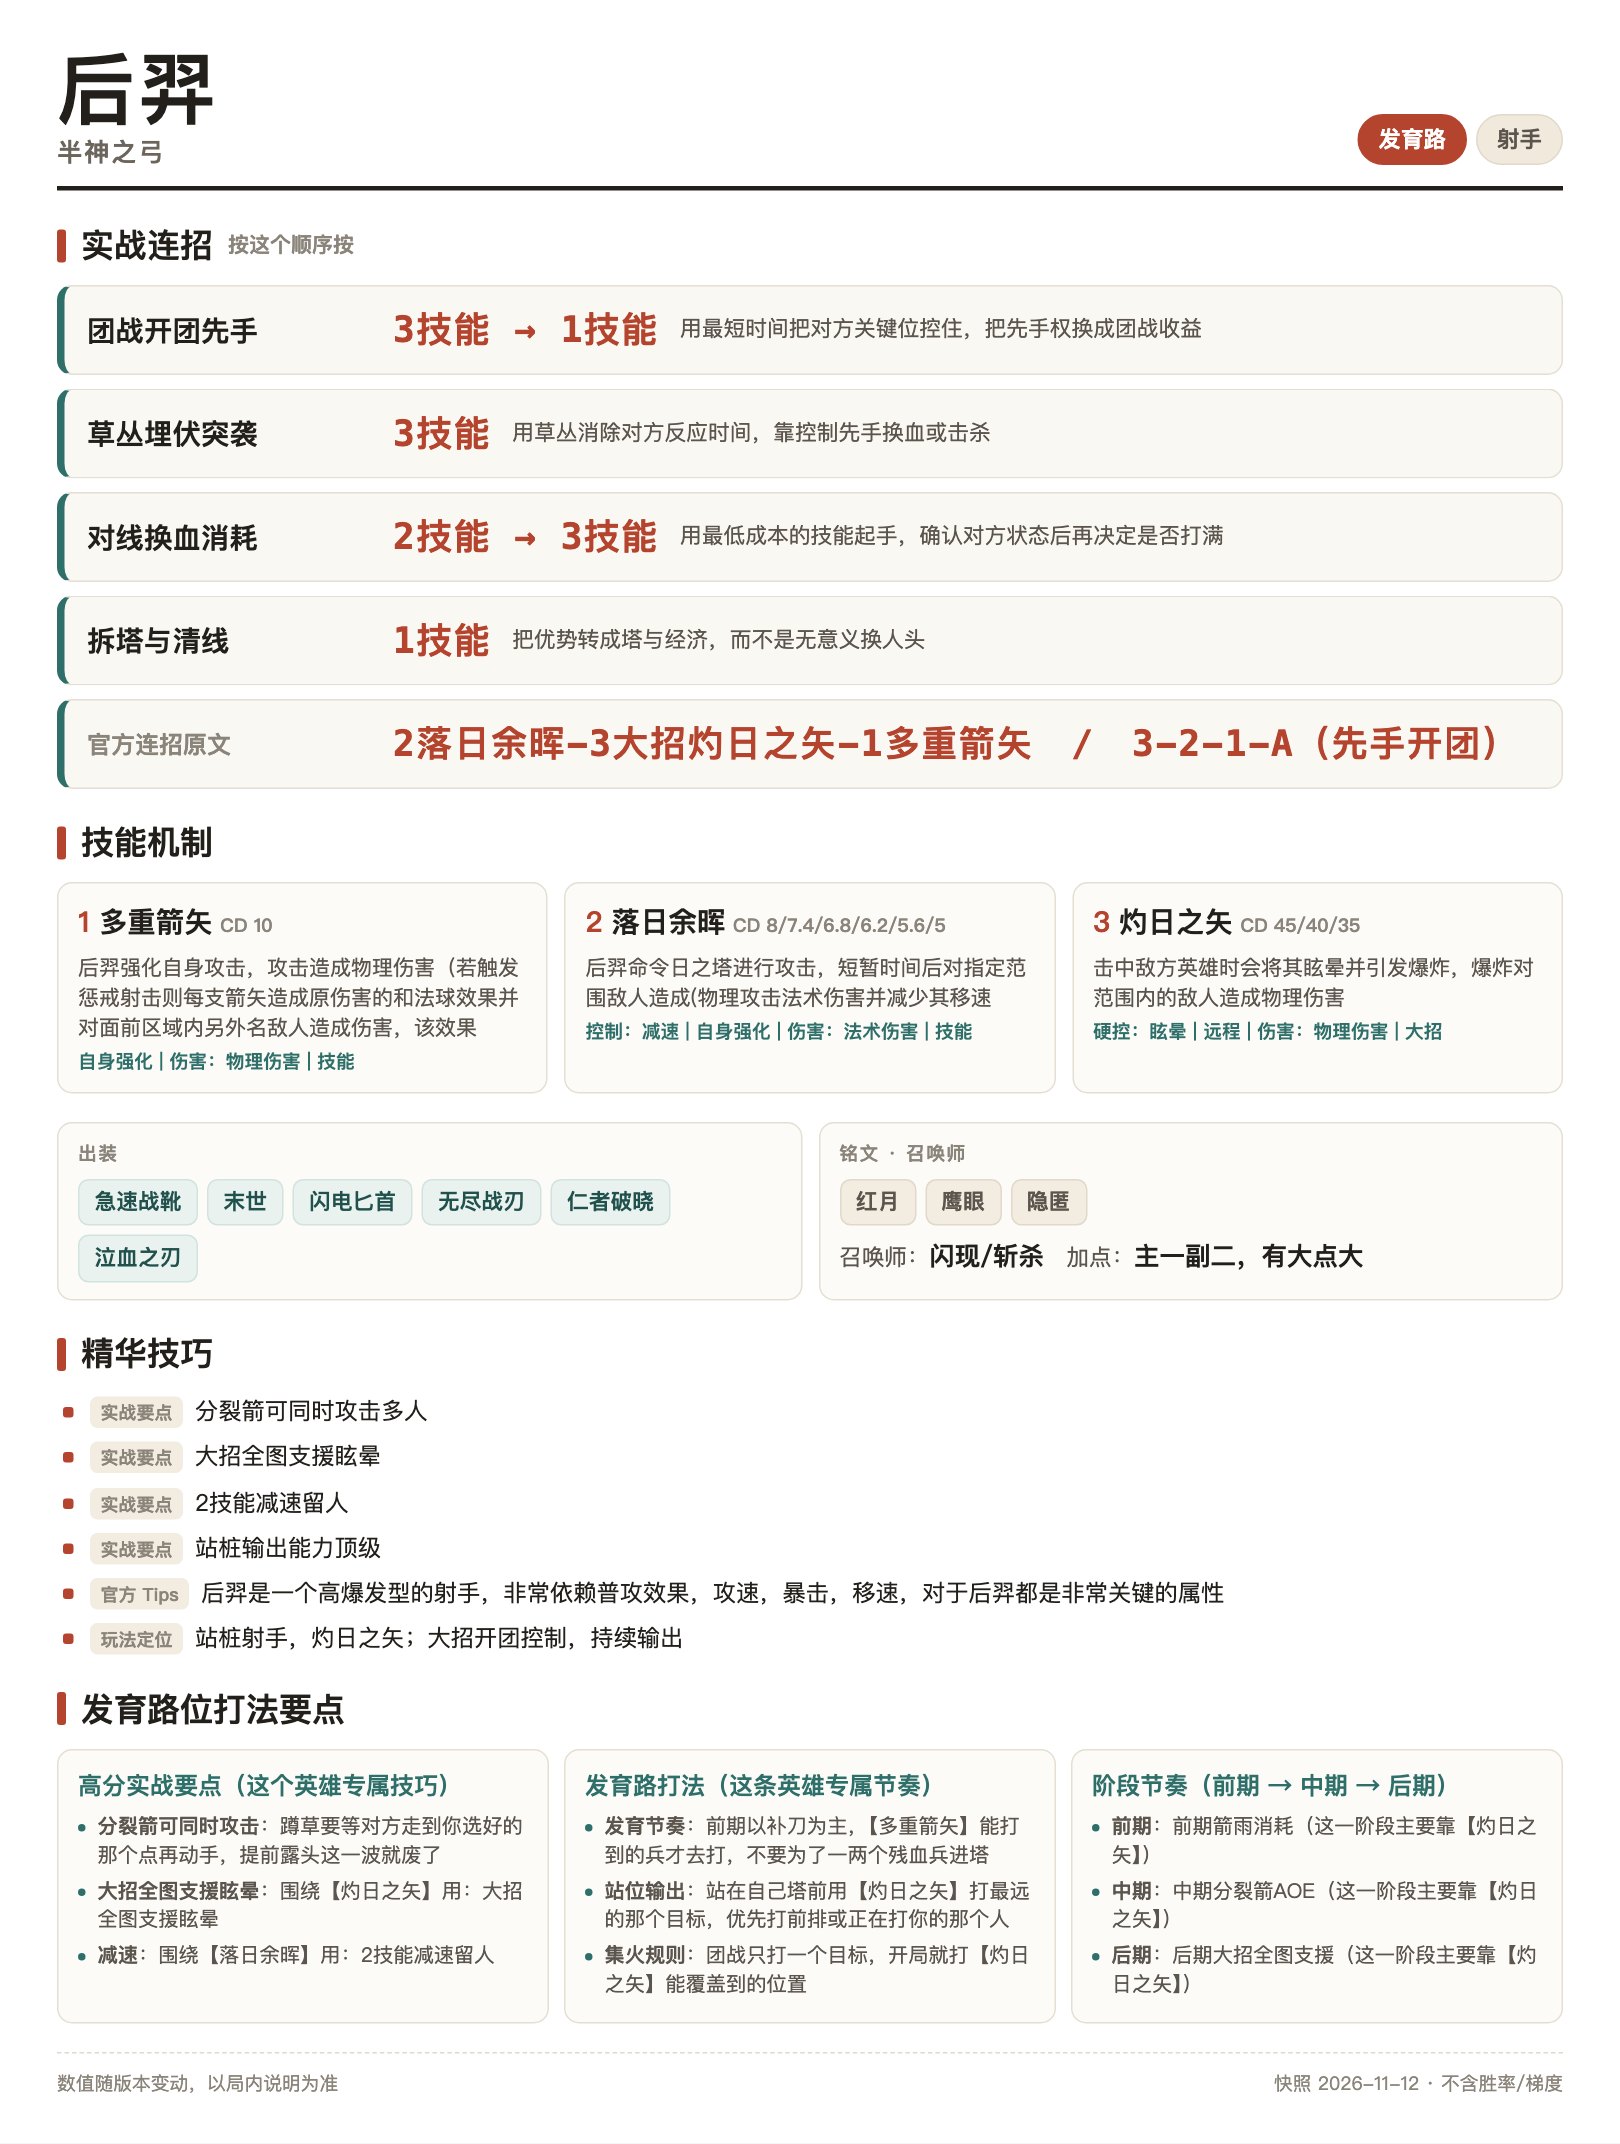 后羿
半神之弓
发育路 射手
实战连招 按这个顺序按
团战开团先手 3技能 → 1技能 用最短时间把对方关键位控住，把先手权换成团战收益
草丛埋伏突袭 3技能 用草丛消除对方反应时间，靠控制先手换血或击杀
对线换血消耗 2技能 → 3技能 用最低成本的技能起手，确认对方状态后再决定是否打满
拆塔与清线 1技能 把优势转成塔与经济，而不是无意义换人头
官方连招原文 2落日余晖-3大招灼日之矢-1多重箭矢 / 3-2-1-A（先手开团）
技能机制
1 多重箭矢 CD 10
后羿强化自身攻击，攻击造成物理伤害（若触发
惩戒射击则每支箭矢造成原伤害的和法球效果并
对面前区域内另外名敌人造成伤害，该效果
自身强化 | 伤害：物理伤害 | 技能
2 落日余晖 CD 8/7.4/6.8/6.2/5.6/5
后羿命令日之塔进行攻击，短暂时间后对指定范
围敌人造成(物理攻击法术伤害并减少其移速
控制：减速 | 自身强化 | 伤害：法术伤害 | 技能
3 灼日之矢 CD 45/40/35
击中敌方英雄时会将其眩晕并引发爆炸，爆炸对
范围内的敌人造成物理伤害
硬控：眩晕 | 远程 | 伤害：物理伤害 | 大招
出装
急速战靴 末世 闪电匕首 无尽战刃 仁者破晓
泣血之刃
铭文 · 召唤师
红月 鹰眼 隐匿
召唤师：闪现/斩杀 加点：主一副二，有大点大
精华技巧
实战要点 分裂箭可同时攻击多人
实战要点 大招全图支援眩晕
实战要点 2技能减速留人
实战要点 站桩输出能力顶级
官方 Tips 后羿是一个高爆发型的射手，非常依赖普攻效果，攻速，暴击，移速，对于后羿都是非常关键的属性
玩法定位 站桩射手，灼日之矢；大招开团控制，持续输出
发育路位打法要点
高分实战要点（这个英雄专属技巧）
分裂箭可同时攻击：蹲草要等对方走到你选好的
那个点再动手，提前露头这一波就废了
大招全图支援眩晕：围绕【灼日之矢】用：大招
全图支援眩晕
减速：围绕【落日余晖】用：2技能减速留人
发育路打法（这条英雄专属节奏）
发育节奏：前期以补刀为主，【多重箭矢】能打
到的兵才去打，不要为了一两个残血兵进塔
站位输出：站在自己塔前用【灼日之矢】打最远
的那个目标，优先打前排或正在打你的那个人
集火规则：团战只打一个目标，开局就打【灼日
之矢】能覆盖到的位置
阶段节奏（前期 → 中期 → 后期）
前期：前期箭雨消耗（这一阶段主要靠【灼日之
矢】）
中期：中期分裂箭AOE（这一阶段主要靠【灼日
之矢】）
后期：后期大招全图支援（这一阶段主要靠【灼
日之矢】）
数值随版本变动，以局内说明为准
快照 2026-11-12 · 不含胜率/梯度